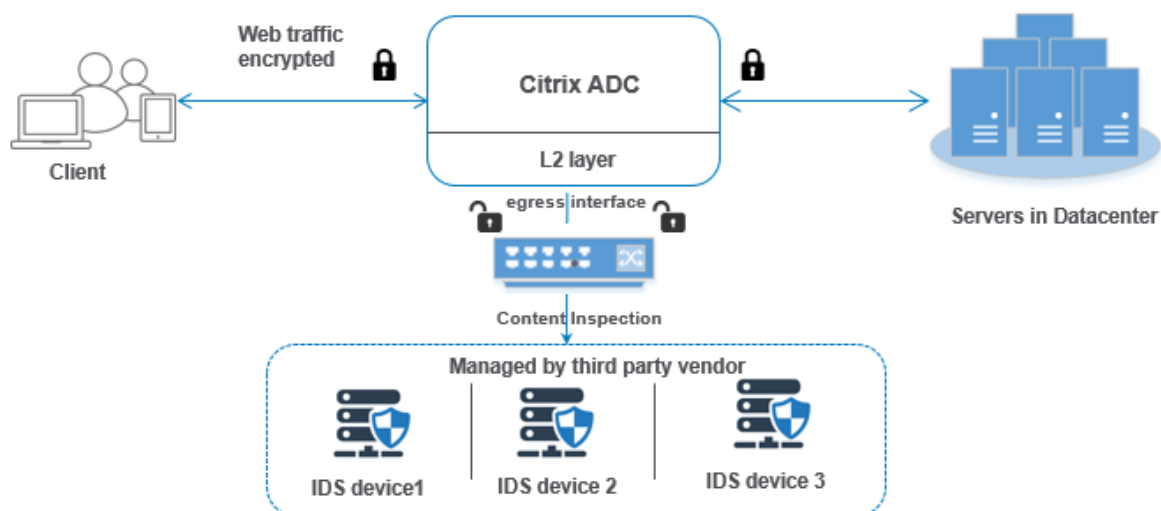 Web traffic
encrypted
Citrix ADC
L2 layer
Client
Servers in Datacenter
egress interface
Content Inspection
Managed by third party vendor
IDS device1
IDS device 2
IDS device 3